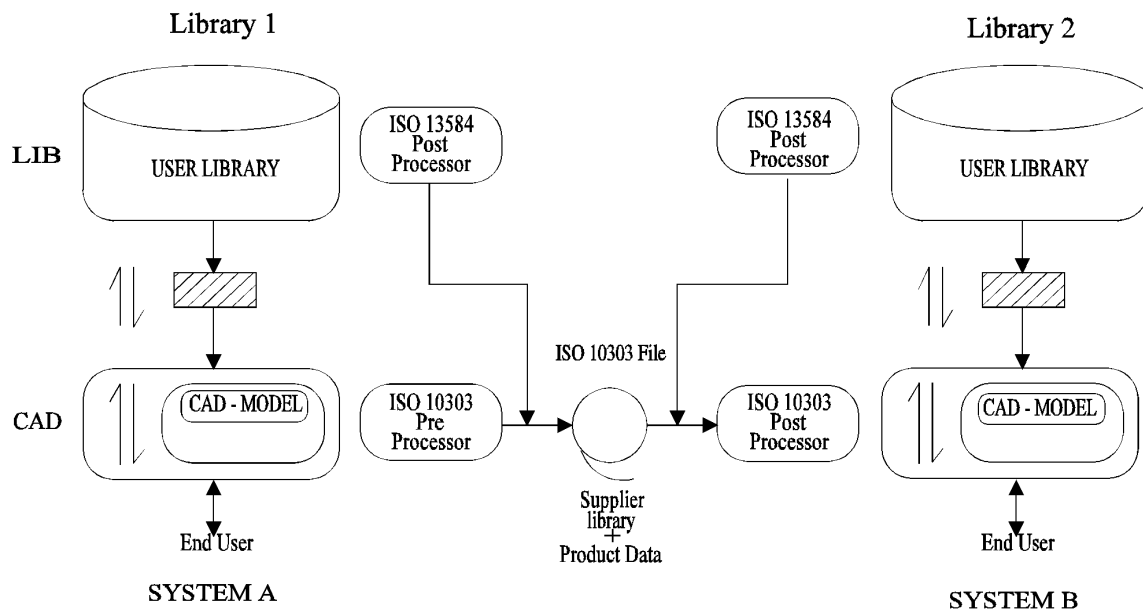 Library 1
Library 2
LIB
USER LIBRARY
ISO 13584
Post
Processor
ISO 13584
Post
Processor
USER LIBRARY
ISO 10303 File
CAD
CAD - MODEL
ISO 10303
Pre
Processor
ISO 10303
Post
Processor
CAD - MODEL
Supplier
library
+
Product Data
End User
End User
SYSTEM A
SYSTEM B